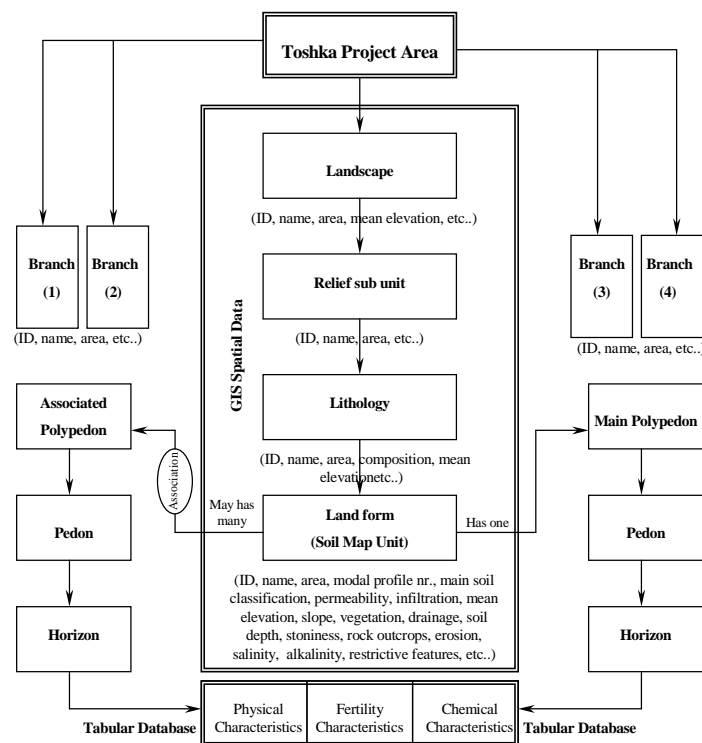 Toshka Project Area
Landscape
(ID, name, area, mean elevation, etc..)
Branch
(1)
Branch
(2)
(ID, name, area, etc..)
Relief sub unit
(ID, name, area, etc..)
Branch
(3)
Branch
(4)
(ID, name, area, etc..)
GIS Spatial Data
Lithology
(ID, name, area, composition, mean
elevationetc..)
Associated
Polypedon
Main Polypedon
Association
May has
many
Land form
(Soil Map Unit)
Has one
(ID, name, area, modal profile nr., main soil
classification, permeability, infiltration, mean
elevation, slope, vegetation, drainage, soil
depth, stoniness, rock outcrops, erosion,
salinity, alkalinity, restrictive features, etc..)
Pedon
Pedon
Horizon
Horizon
Tabular Database
Physical
Characteristics
Fertility
Characteristics
Chemical
Characteristics
Tabular Database